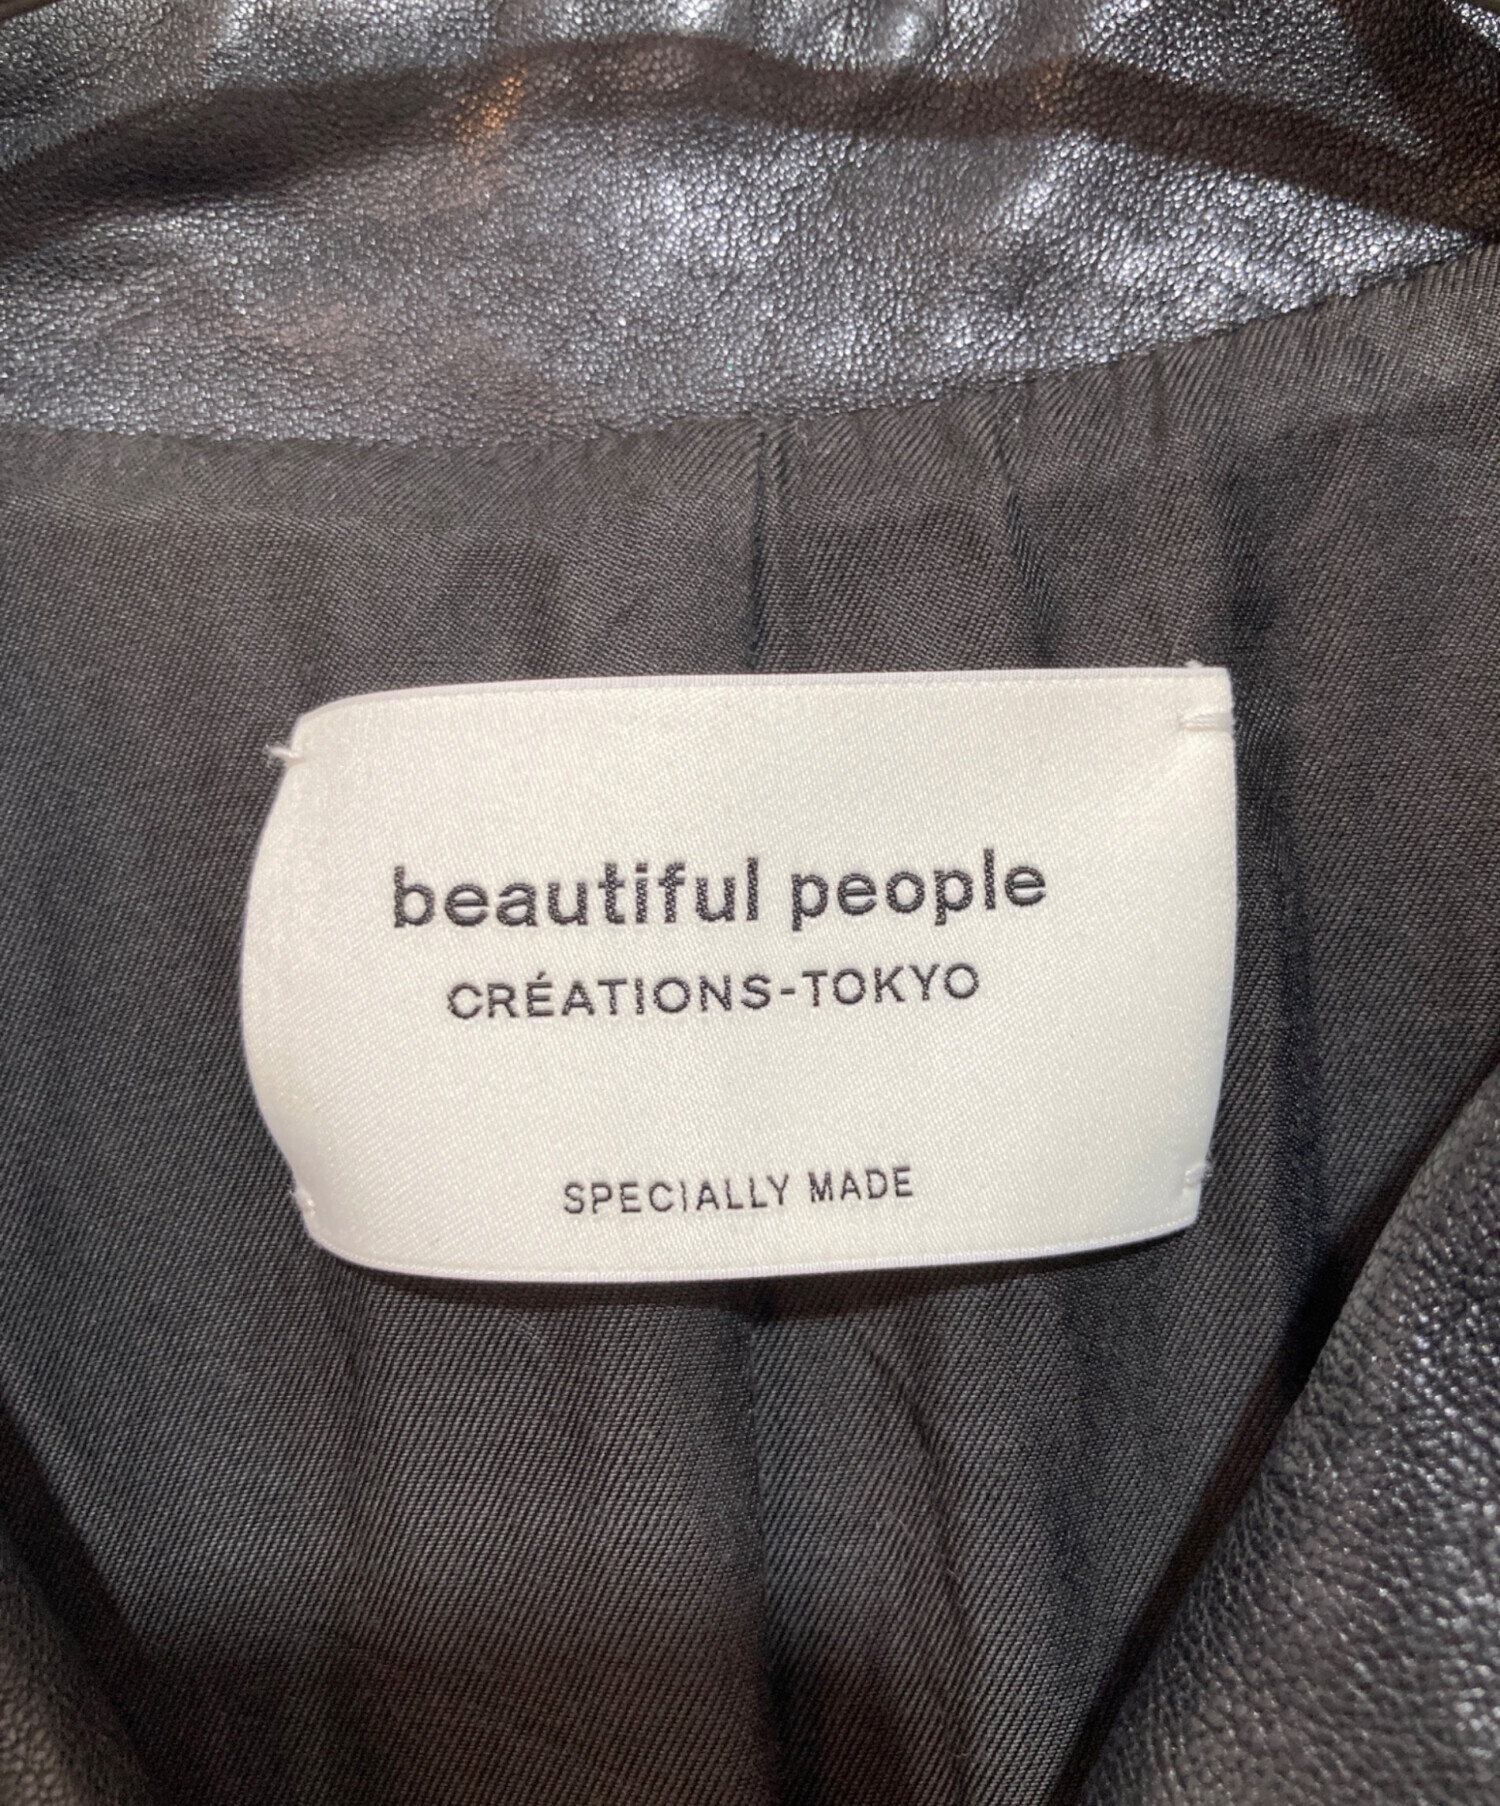 beautiful people
CRÉATIONS-TOKYO
SPECIALLY MADE